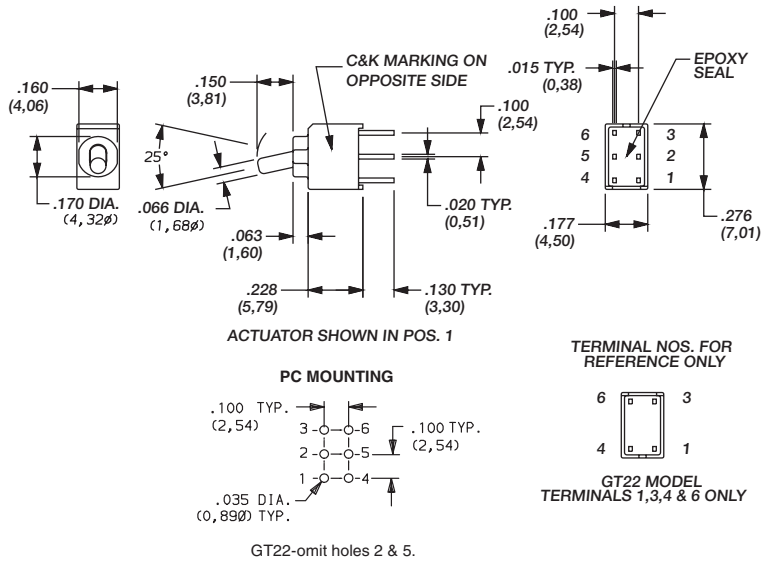 .160
(4,06)
.170 DIA.
(4,32ø)
25°
.066 DIA.
(1,68ø)
.150
(3,81)
C&K MARKING ON
OPPOSITE SIDE
.100
(2,54)
.020 TYP.
(0,51)
.063
(1,60)
.228
(5,79)
.130 TYP.
(3,30)
ACTUATOR SHOWN IN POS. 1
.100
(2,54)
.015 TYP.
(0,38)
EPOXY
SEAL
6 3
5 2
4 1
.177
(4,50)
.276
(7,01)
PC MOUNTING
.100 TYP.
(2,54)
3 6
2 5
1 4
.100 TYP.
(2,54)
.035 DIA.
(0,89Ø) TYP.
GT22-omit holes 2 & 5.
TERMINAL NOS. FOR
REFERENCE ONLY
6 3
4 1
GT22 MODEL
TERMINALS 1,3,4 & 6 ONLY